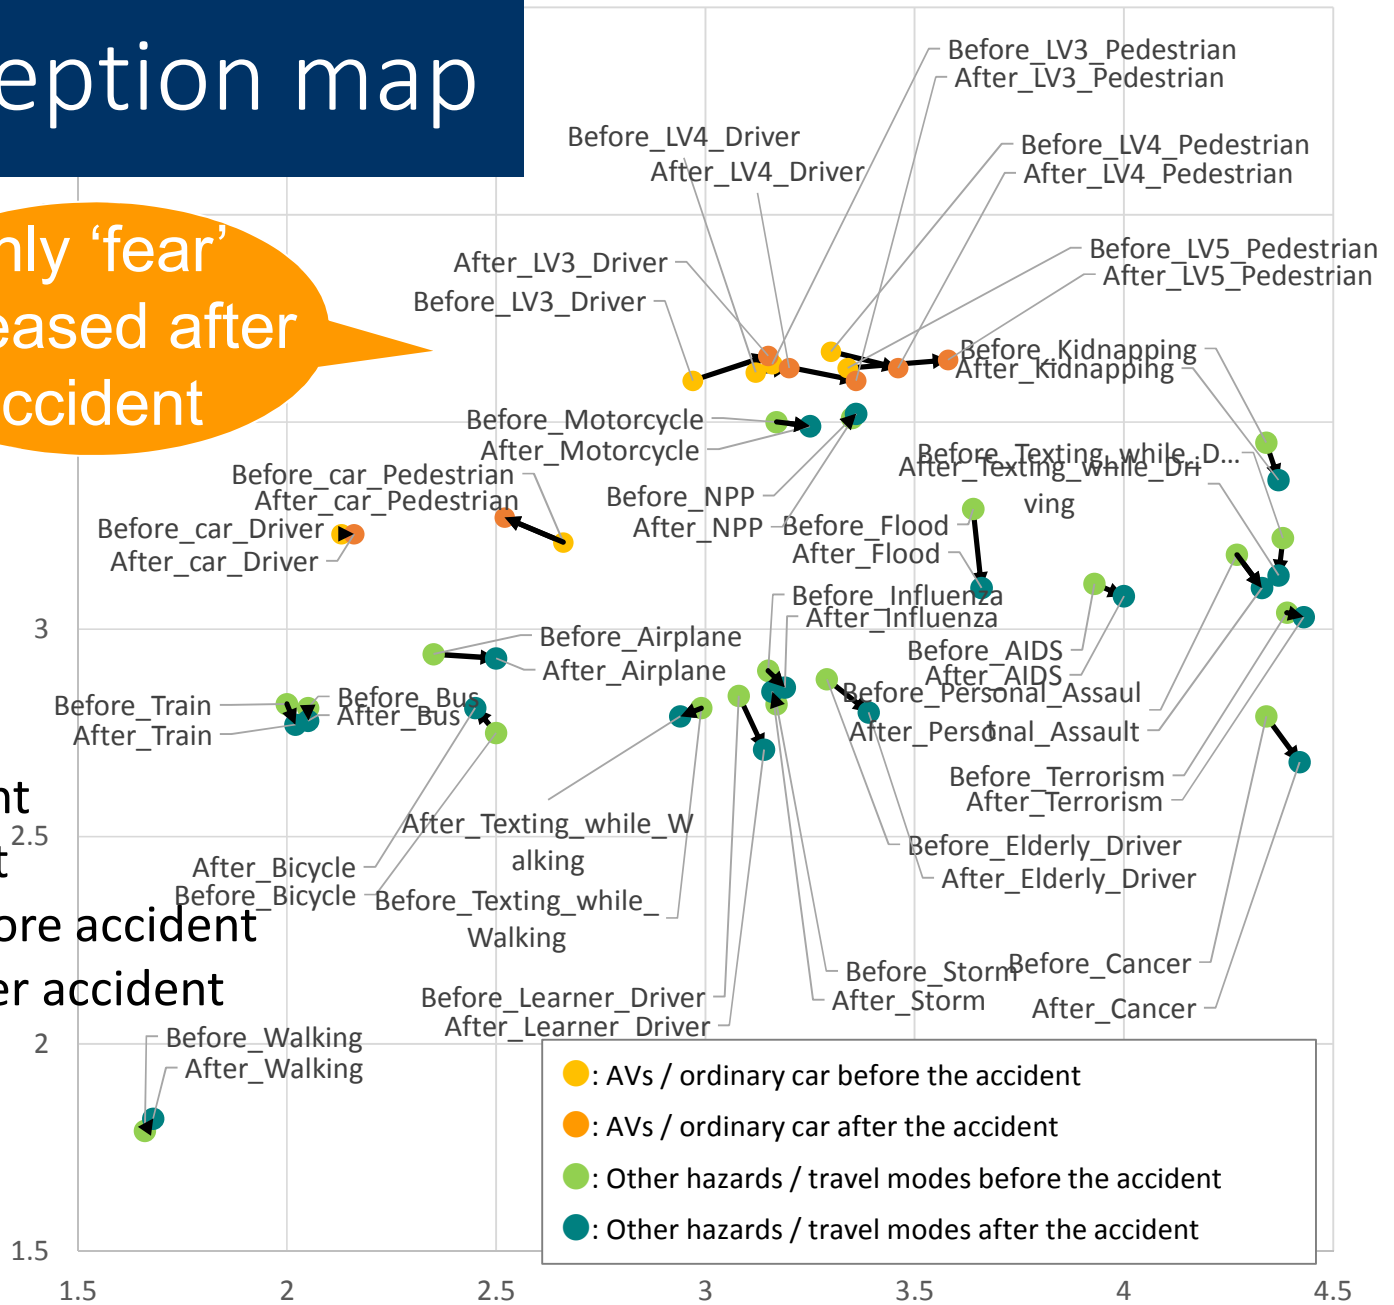 eption map
nly ‘fear’
eased after
ccident
Before_LV3_Pedestrian
After_LV3_Pedestrian
Before_LV4_Driver
After_LV4_Driver
Before_LV4_Pedestrian
After_LV4_Pedestrian
After_LV3_Driver
Before_LV3_Driver
Before_LV5_Pedestrian
After_LV5_Pedestrian
Before_Kidnapping
After_Kidnapping
Before_Motorcycle
After_Motorcycle
Before_car_Pedestrian
After_car_Pedestrian
Before_car_Driver
After_car_Driver
Before_NPP
After_NPP
Before_Texting_while_D...
After_Texting_while_Dri
ving
Before_Flood
After_Flood
Before_Influenza
After_Influenza
3
Before_Airplane
After_Airplane
Before_AIDS
After_AIDS
Before_Train
After_Train
Before_Bus
After_Bus
Before_Personal_Assaul
t
After_Personal_Assault
Before_Terrorism
After_Terrorism
nt
2.5
t
After_Texting_while_W
alking
After_Bicycle
Before_Bicycle
Before_Texting_while_
Walking
Before_Elderly_Driver
After_Elderly_Driver
ore accident
er accident
Before_Storm
After_Storm
Before_Cancer
After_Cancer
Before_Learner_Driver
After_Learner_Driver
2
Before_Walking
After_Walking
: AVs / ordinary car before the accident
: AVs / ordinary car after the accident
: Other hazards / travel modes before the accident
: Other hazards / travel modes after the accident
1.5
1.5 2 2.5 3 3.5 4 4.5